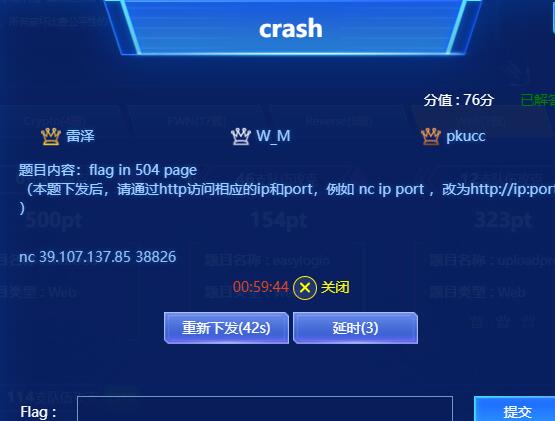 crash
分值 : 76分 已解答
雷泽 W_M pkucc
题目内容：flag in 504 page
（本题下发后，请通过http访问相应的ip和port，例如 nc ip port ，改为http://ip:port
）
500pt 154pt 323pt
nc 39.107.137.85 38826
题目名称 : easylogin
题目类型 : Web 题目类型 : Web 题目类型 : Web
00:59:44 关闭
重新下发(42s) 延时(3)
Flag : 提交